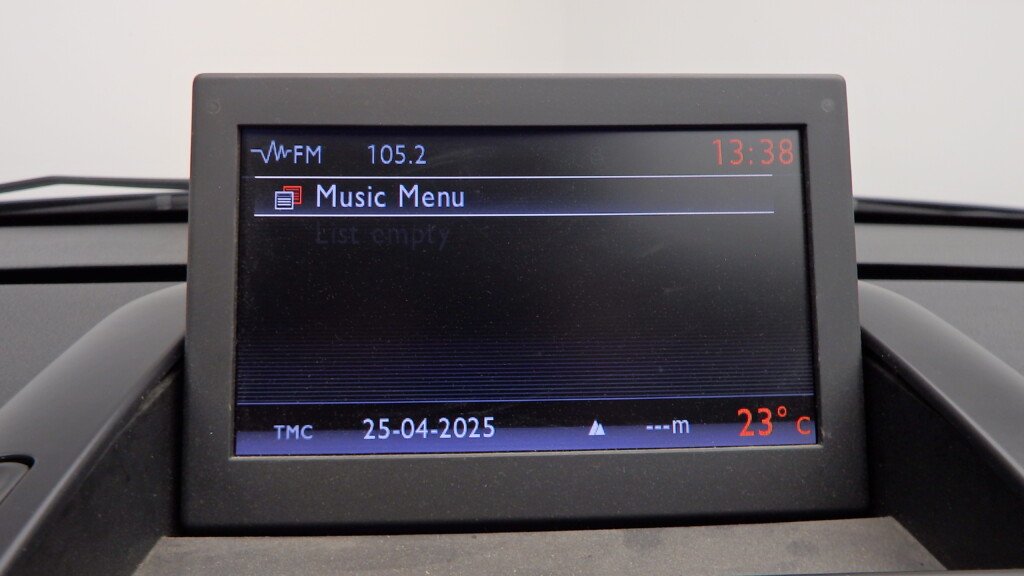 FM 105.2 13:38
Music Menu
List empty
TMC 25-04-2025 ---m 23° C